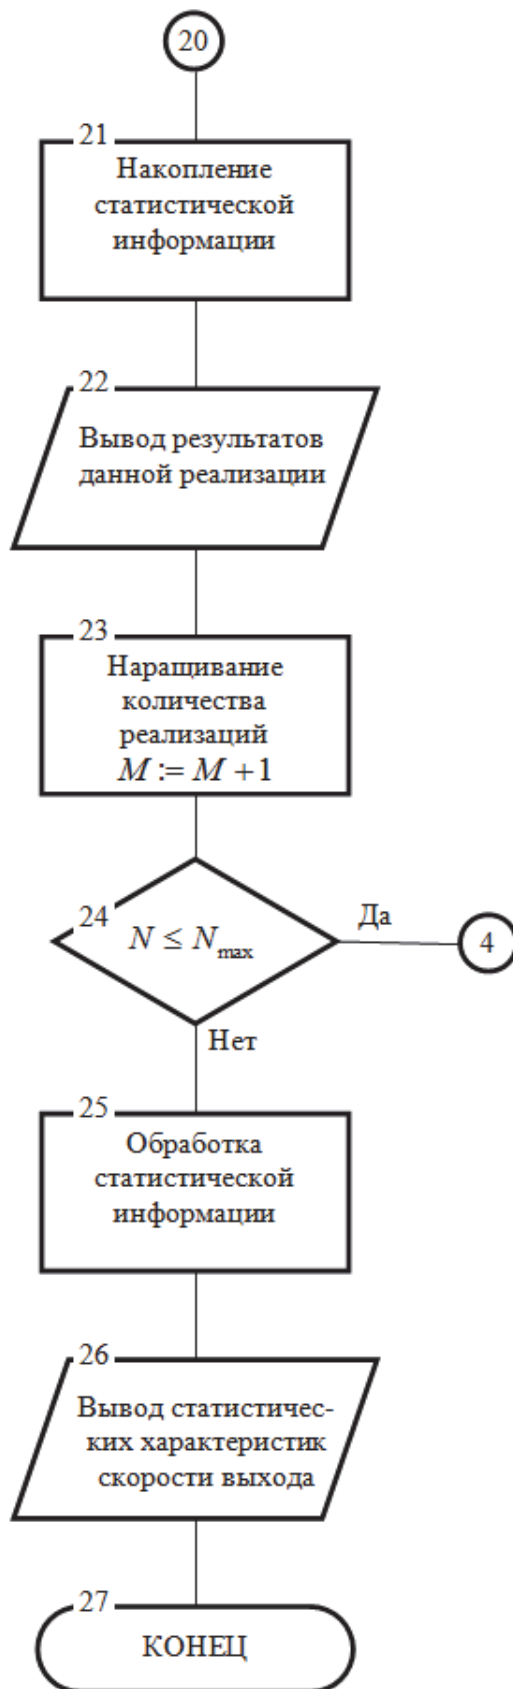 20
21
Накопление
статистической
информации
22
Вывод результатов
данной реализации
23
Наращивание
количества
реализаций
M := M + 1
24
N ≤ Nmax
Да
4
Нет
25
Обработка
статистической
информации
26
Вывод статистичес-
ких характеристик
скорости выхода
27
КОНЕЦ